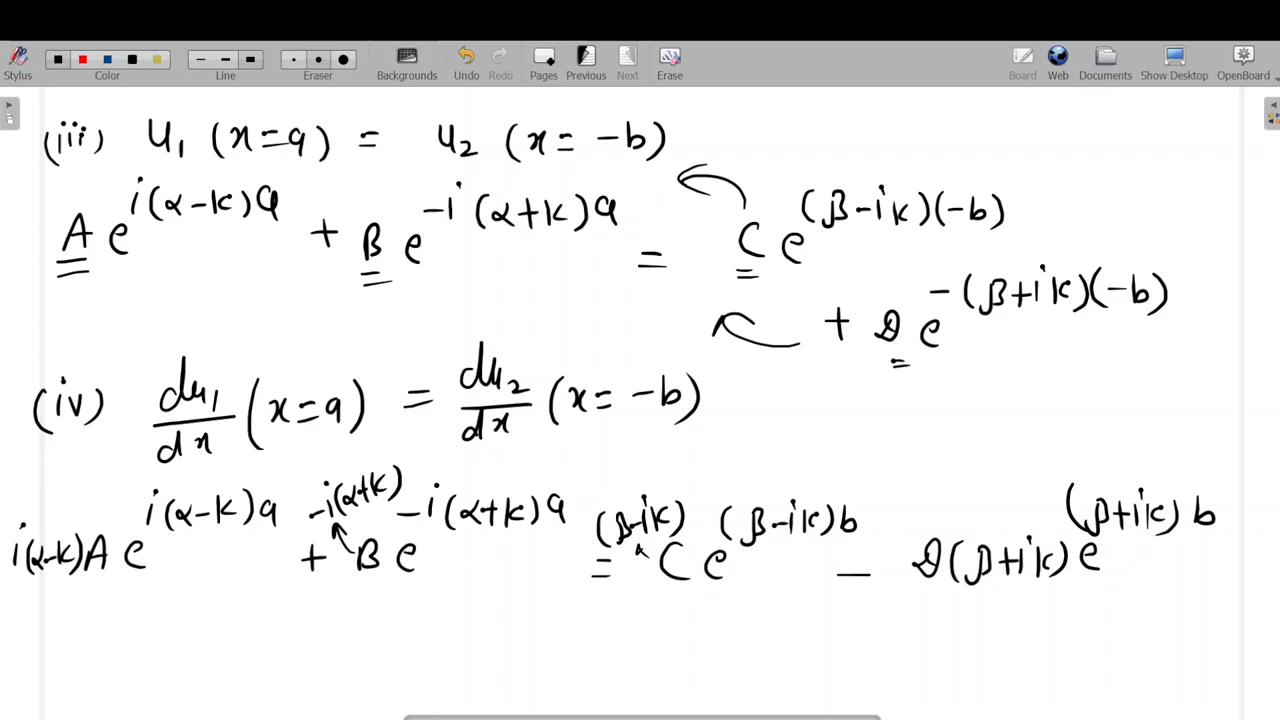 Stylus Color Line Eraser Backgrounds Undo Redo Pages Previous Next Erase Board Web Documents Show Desktop OpenBoard
(iii) u₁ (x=a) = u₂ (x= -b)
A e^{i(α-k)a} + B e^{-i(α+k)a} = C e^{(β-ik)(-b)}
+ D e^{-(β+ik)(-b)}
(iv) du₁/dx (x=a) = du₂/dx (x= -b)
i(α-k)A e^{i(α-k)a} + -i(α+k) B e^{-i(α+k)a} = (β-ik) C e^{(β-ik)b} - D(β+ik) e^{(β+ik)b}